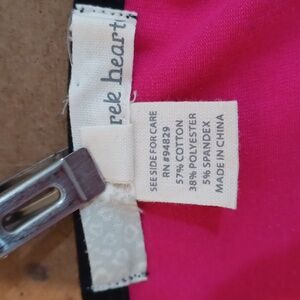 rek heart
SEE SIDE FOR CARE
RN #94829
57% COTTON
38% POLYESTER
5% SPANDEX
MADE IN CHINA